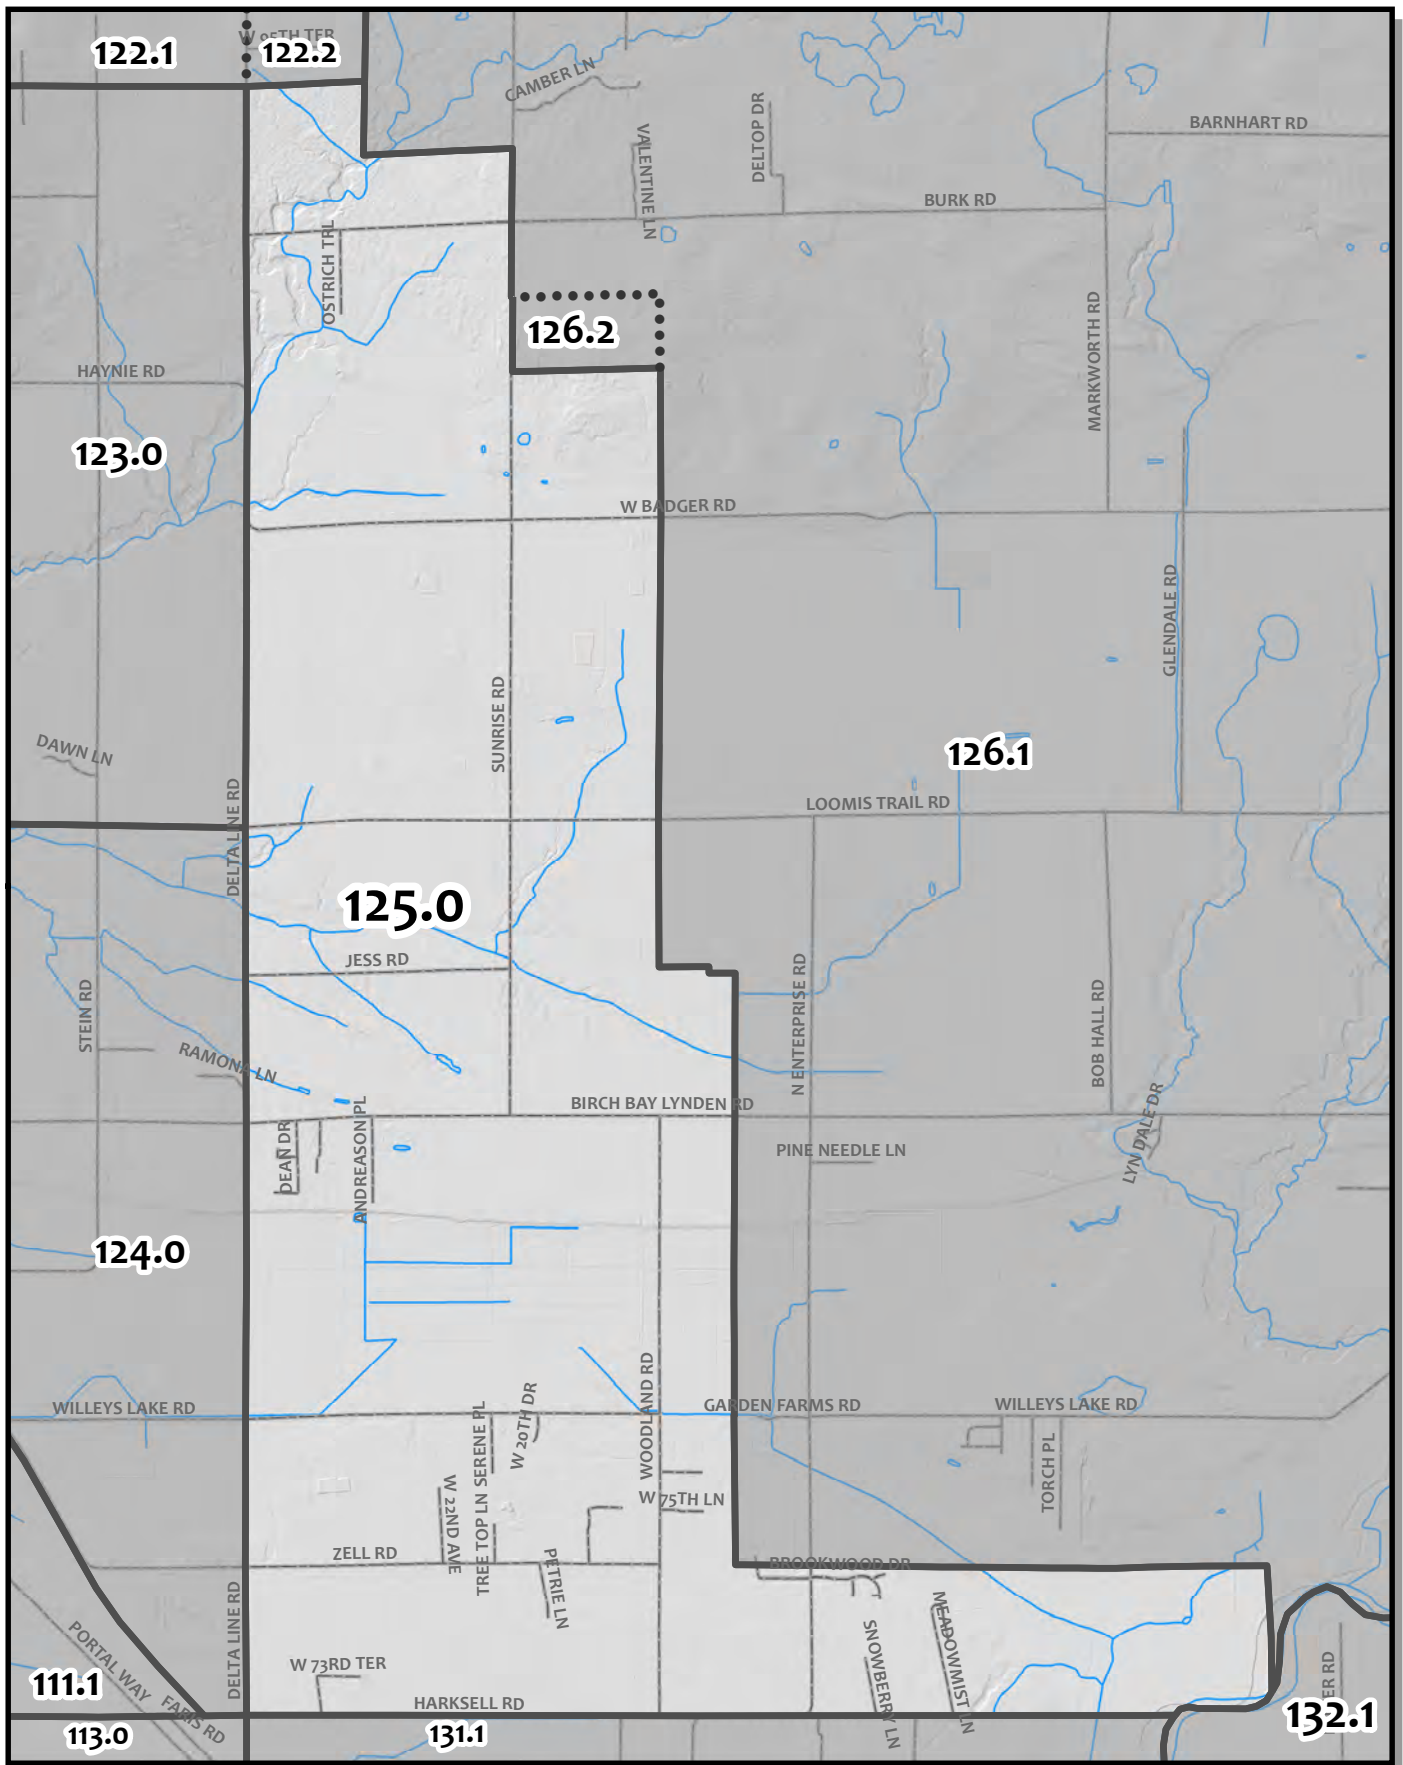 W 95TH TER
122.1
122.2
CAMBER LN
VALENTINE LN
DELTOP DR
BARNHART RD
BURK RD
OSTRICH TRL
126.2
MARKWORTH RD
HAYNIE RD
123.0
W BADGER RD
GLENDALE RD
SUNRISE RD
DAWN LN
126.1
DELTA LINE RD
LOOMIS TRAIL RD
125.0
JESS RD
STEIN RD
N ENTERPRISE RD
BOB HALL RD
RAMONA LN
BIRCH BAY LYNDEN RD
ANDREASON PL
DEAN DR
LYNDALE DR
PINE NEEDLE LN
124.0
WILLEYS LAKE RD
W 20TH DR
WOODLAND RD
GARDEN FARMS RD
WILLEYS LAKE RD
SERENE PL
TORCH PL
W 22ND AVE
TREE TOP LN
W 75TH LN
ZELL RD
PETRIE LN
BROOKWOOD DR
DELTA LINE RD
MEADOWMIST LN
SNOWBERRY LN
PORTAL WAY
W 73RD TER
111.1
FARIS RD
HARKSELL RD
ER RD
132.1
113.0
131.1